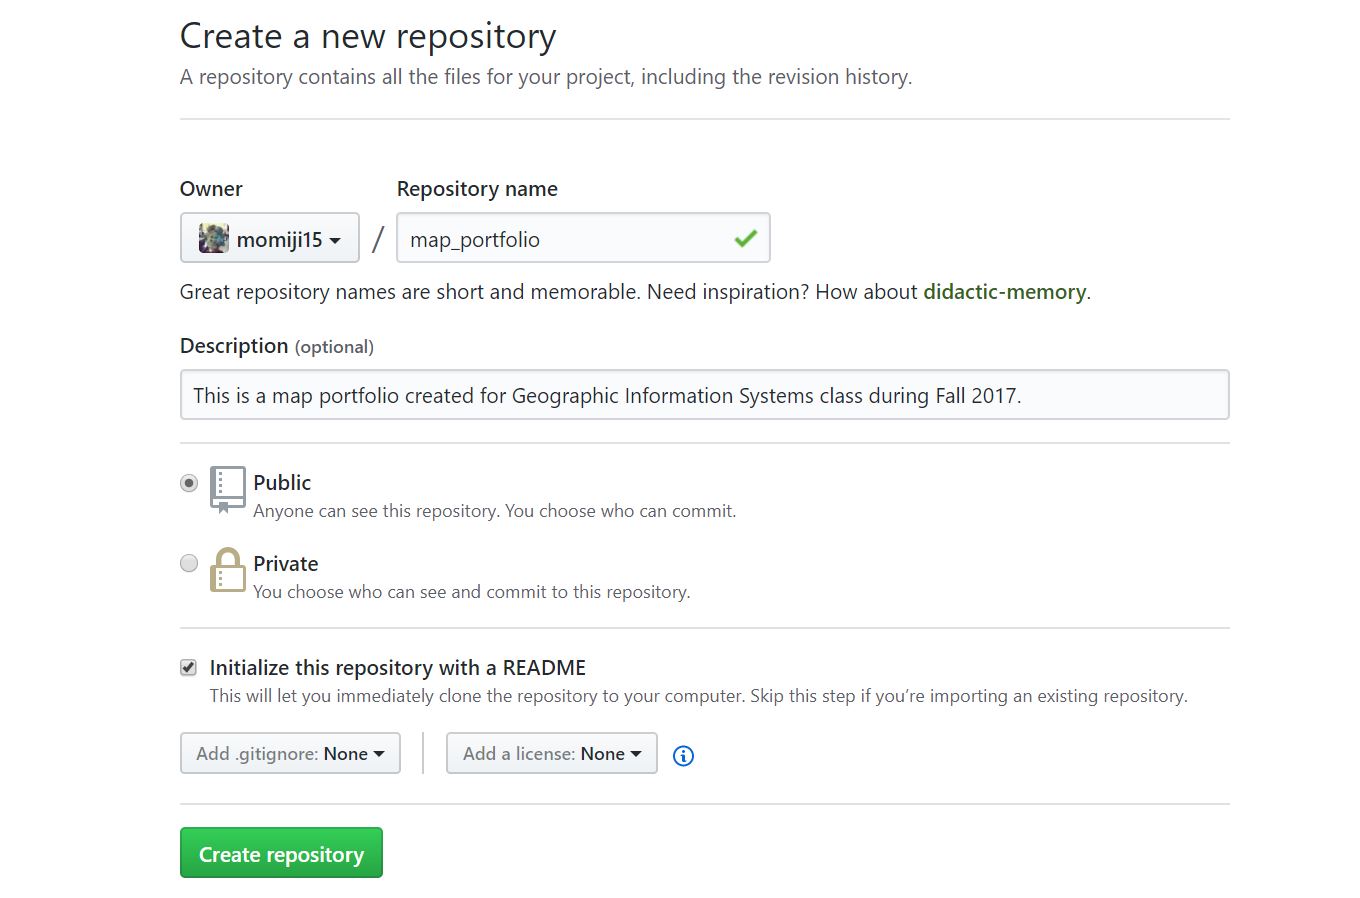 Create a new repository
A repository contains all the files for your project, including the revision history.
Owner
Repository name
momiji15
/
map_portfolio
Great repository names are short and memorable. Need inspiration? How about didactic-memory.
Description (optional)
This is a map portfolio created for Geographic Information Systems class during Fall 2017.
Public
Anyone can see this repository. You choose who can commit.
Private
You choose who can see and commit to this repository.
Initialize this repository with a README
This will let you immediately clone the repository to your computer. Skip this step if you’re importing an existing repository.
Add .gitignore: None
Add a license: None
Create repository